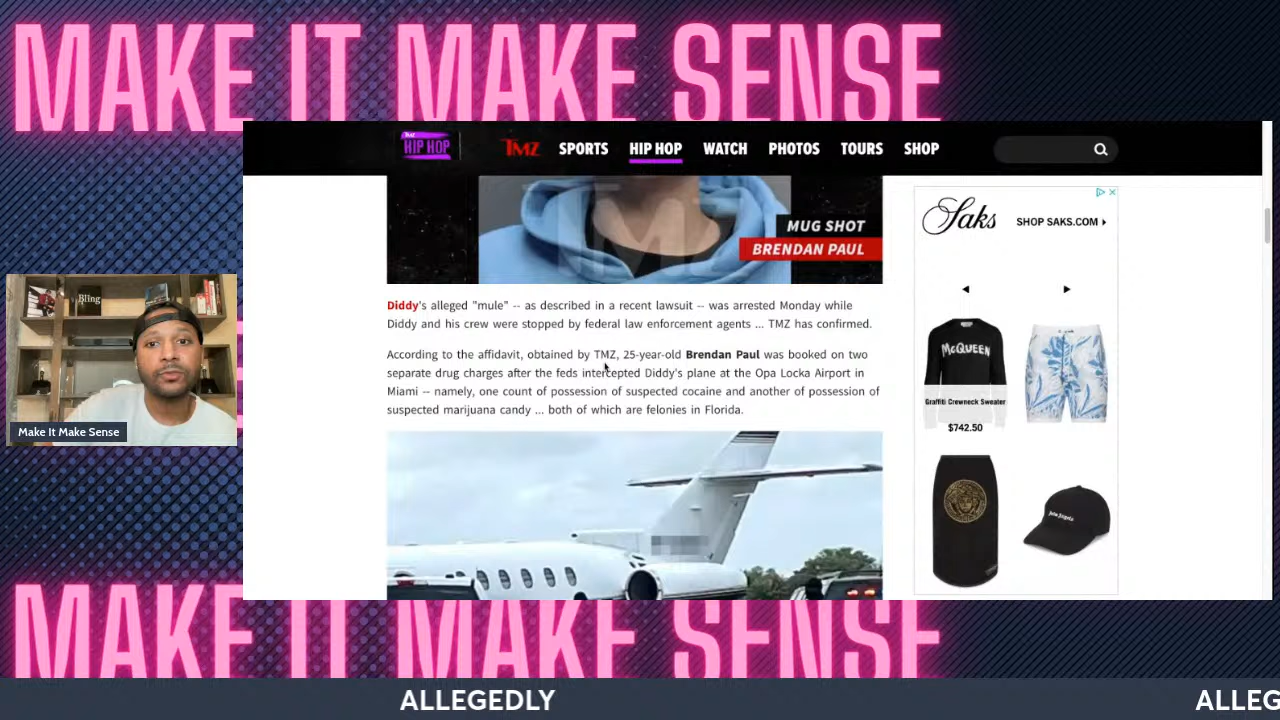 MAKE IT MAKE SENSE
TMZ
HIP HOP
TMZ SPORTS HIP HOP WATCH PHOTOS TOURS SHOP
MUG SHOT
BRENDAN PAUL
Diddy's alleged "mule" -- as described in a recent lawsuit -- was arrested Monday while
Diddy and his crew were stopped by federal law enforcement agents ... TMZ has confirmed.
According to the affidavit, obtained by TMZ, 25-year-old Brendan Paul was booked on two
separate drug charges after the feds intercepted Diddy's plane at the Opa Locka Airport in
Miami -- namely, one count of possession of suspected cocaine and another of possession of
suspected marijuana candy ... both of which are felonies in Florida.
Saks
SHOP SAKS.COM
McQUEEN
Graffiti Crewneck Sweater
$742.50
Bling
Make It Make Sense
MAKE IT MAKE SENSE
ALLEGEDLY
ALLEG